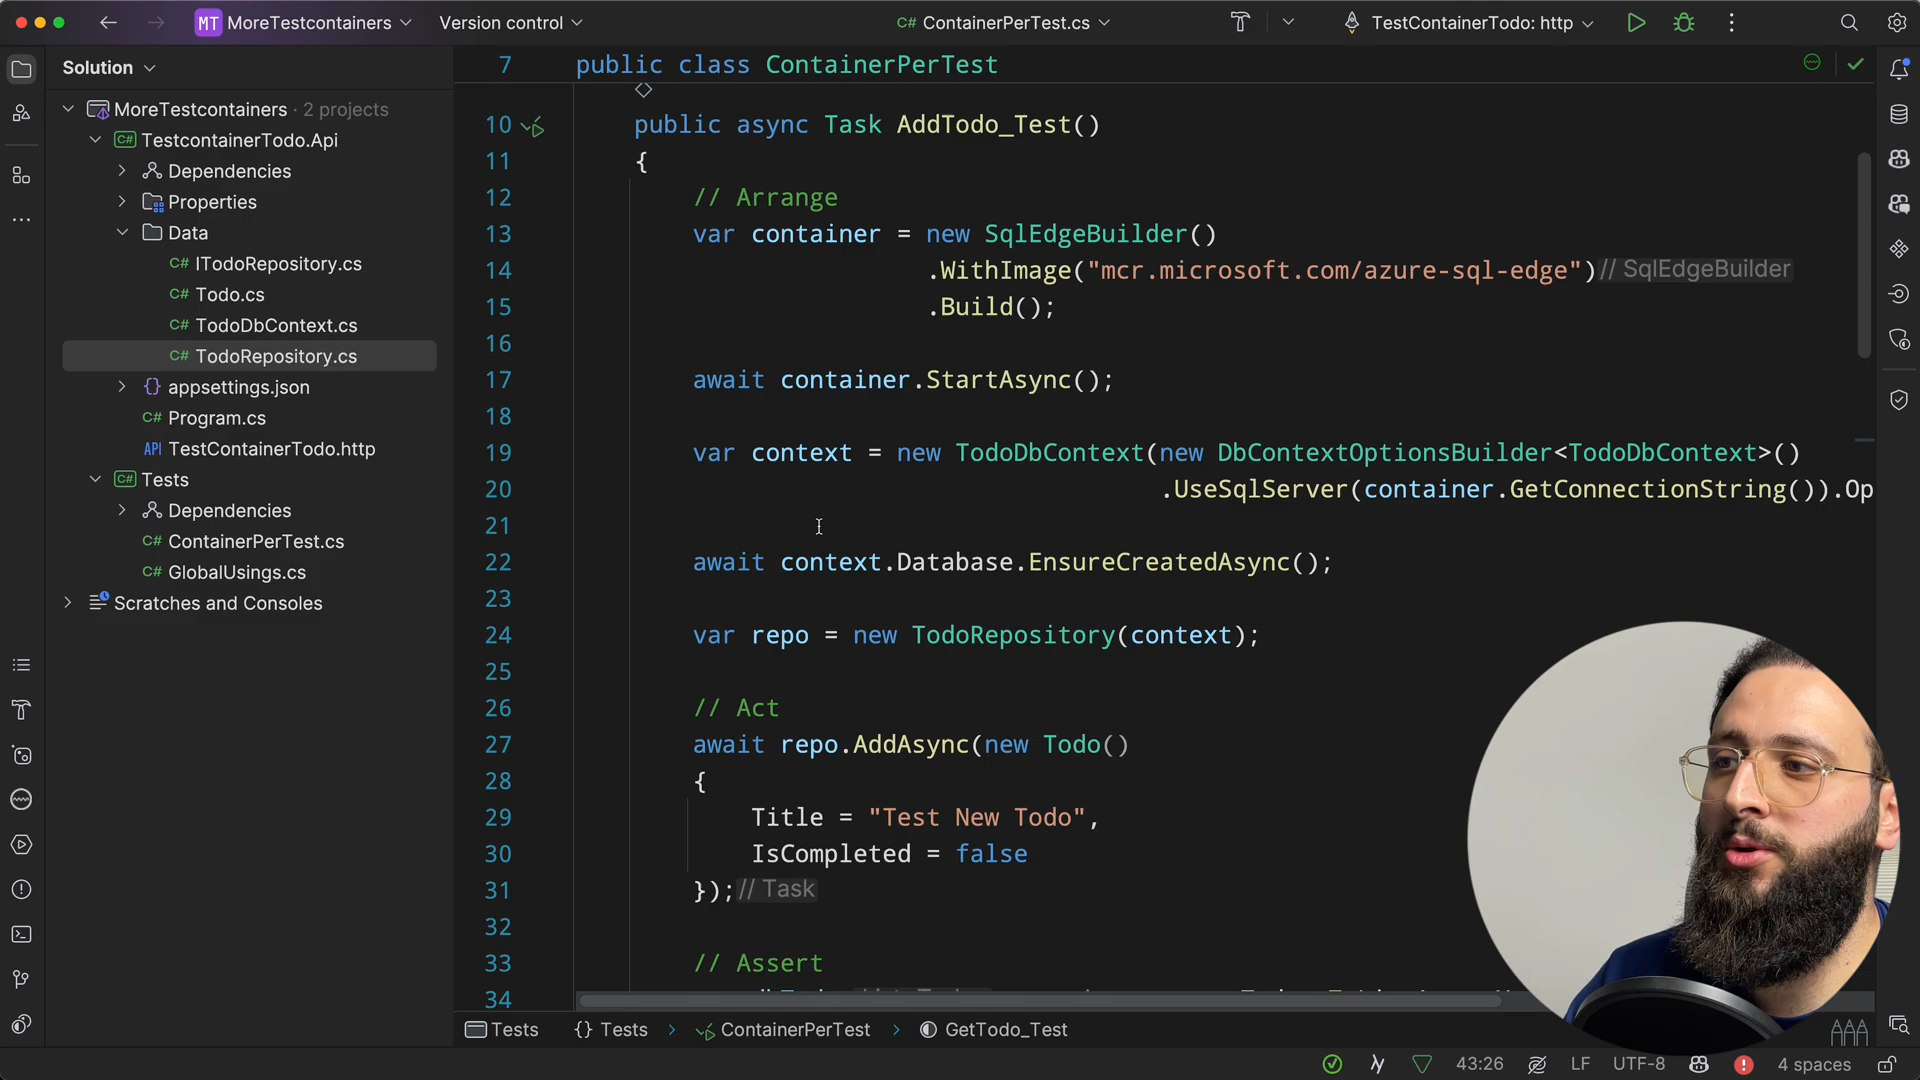 MT MoreTestcontainers
Version control
C# ContainerPerTest.cs
TestContainerTodo: http
Solution
MoreTestcontainers · 2 projects
C# TestcontainerTodo.Api
Dependencies
Properties
Data
C# ITodoRepository.cs
C# Todo.cs
C# TodoDbContext.cs
C# TodoRepository.cs
{} appsettings.json
C# Program.cs
API TestContainerTodo.http
C# Tests
Dependencies
C# ContainerPerTest.cs
C# GlobalUsings.cs
Scratches and Consoles
7 public class ContainerPerTest
10 public async Task AddTodo_Test()
11 {
12 // Arrange
13 var container = new SqlEdgeBuilder()
14 .WithImage("mcr.microsoft.com/azure-sql-edge") // SqlEdgeBuilder
15 .Build();
16
17 await container.StartAsync();
18
19 var context = new TodoDbContext(new DbContextOptionsBuilder<TodoDbContext>()
20 .UseSqlServer(container.GetConnectionString()).Op
21
22 await context.Database.EnsureCreatedAsync();
23
24 var repo = new TodoRepository(context);
25
26 // Act
27 await repo.AddAsync(new Todo()
28 {
29 Title = "Test New Todo",
30 IsCompleted = false
31 }); // Task
32
33 // Assert
34
Tests {} Tests > ContainerPerTest > GetTodo_Test
43:26 LF UTF-8 4 spaces